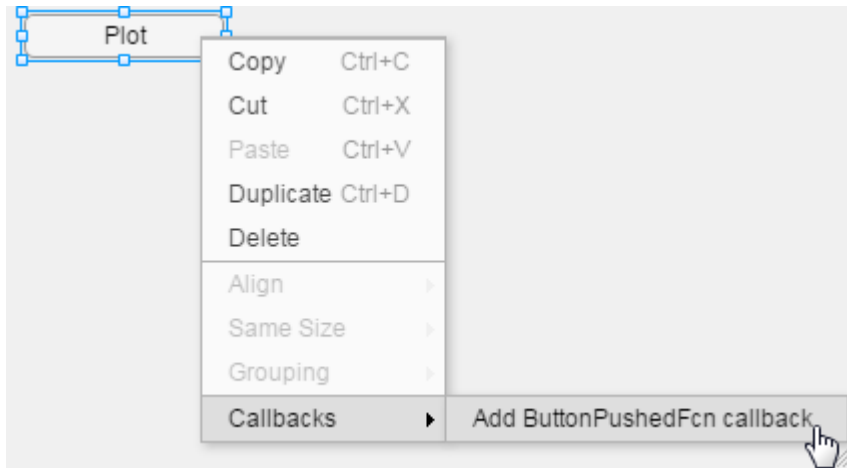 Plot
Copy Ctrl+C
Cut Ctrl+X
Paste Ctrl+V
Duplicate Ctrl+D
Delete
Align
Same Size
Grouping
Callbacks Add ButtonPushedFcn callback